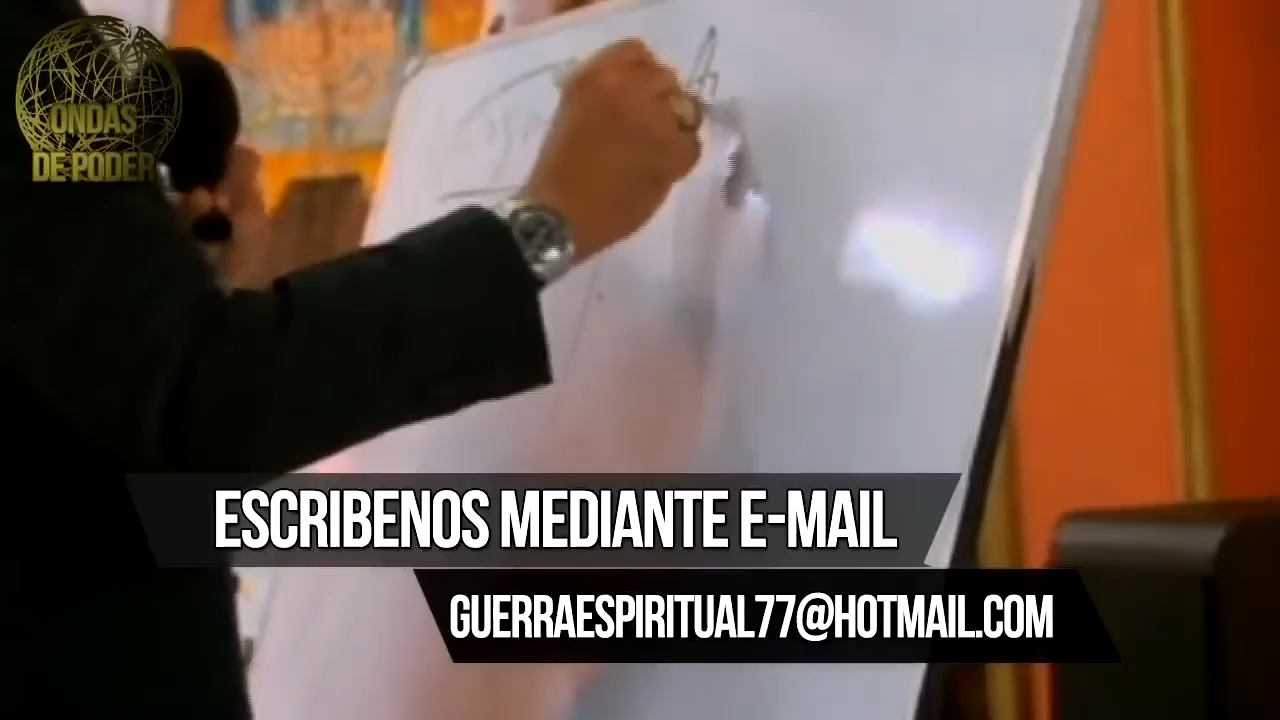 ONDAS
DE PODER
ESCRIBENOS MEDIANTE E-MAIL
GUERRAESPIRITUAL77@HOTMAIL.COM